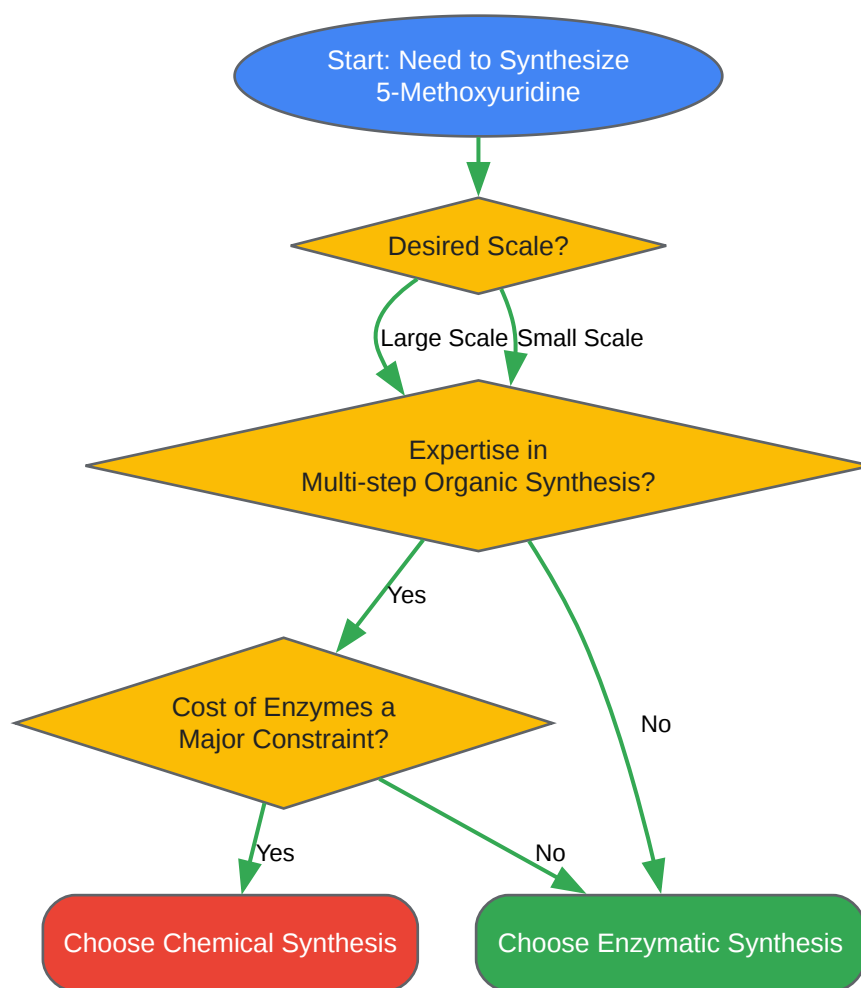 Start: Need to Synthesize
5-Methoxyuridine
Desired Scale?
Large Scale
Small Scale
Expertise in
Multi-step Organic Synthesis?
Yes
No
Cost of Enzymes a
Major Constraint?
Yes
No
Choose Chemical Synthesis
Choose Enzymatic Synthesis